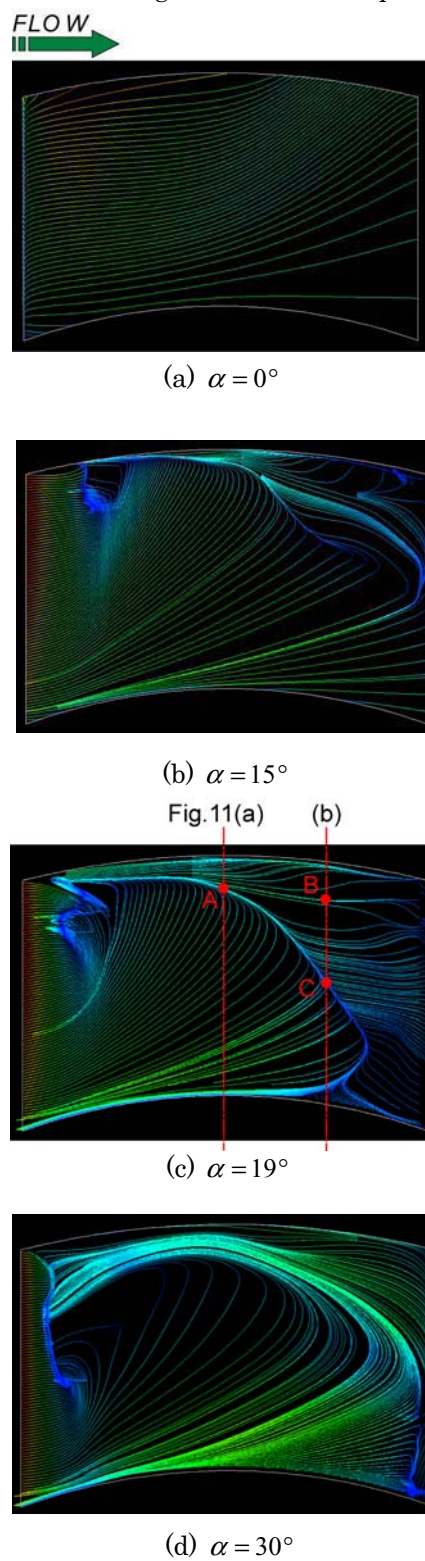 FLOW
(a) α = 0°
(b) α = 15°
Fig.11(a) (b)
A
B
C
(c) α = 19°
(d) α = 30°